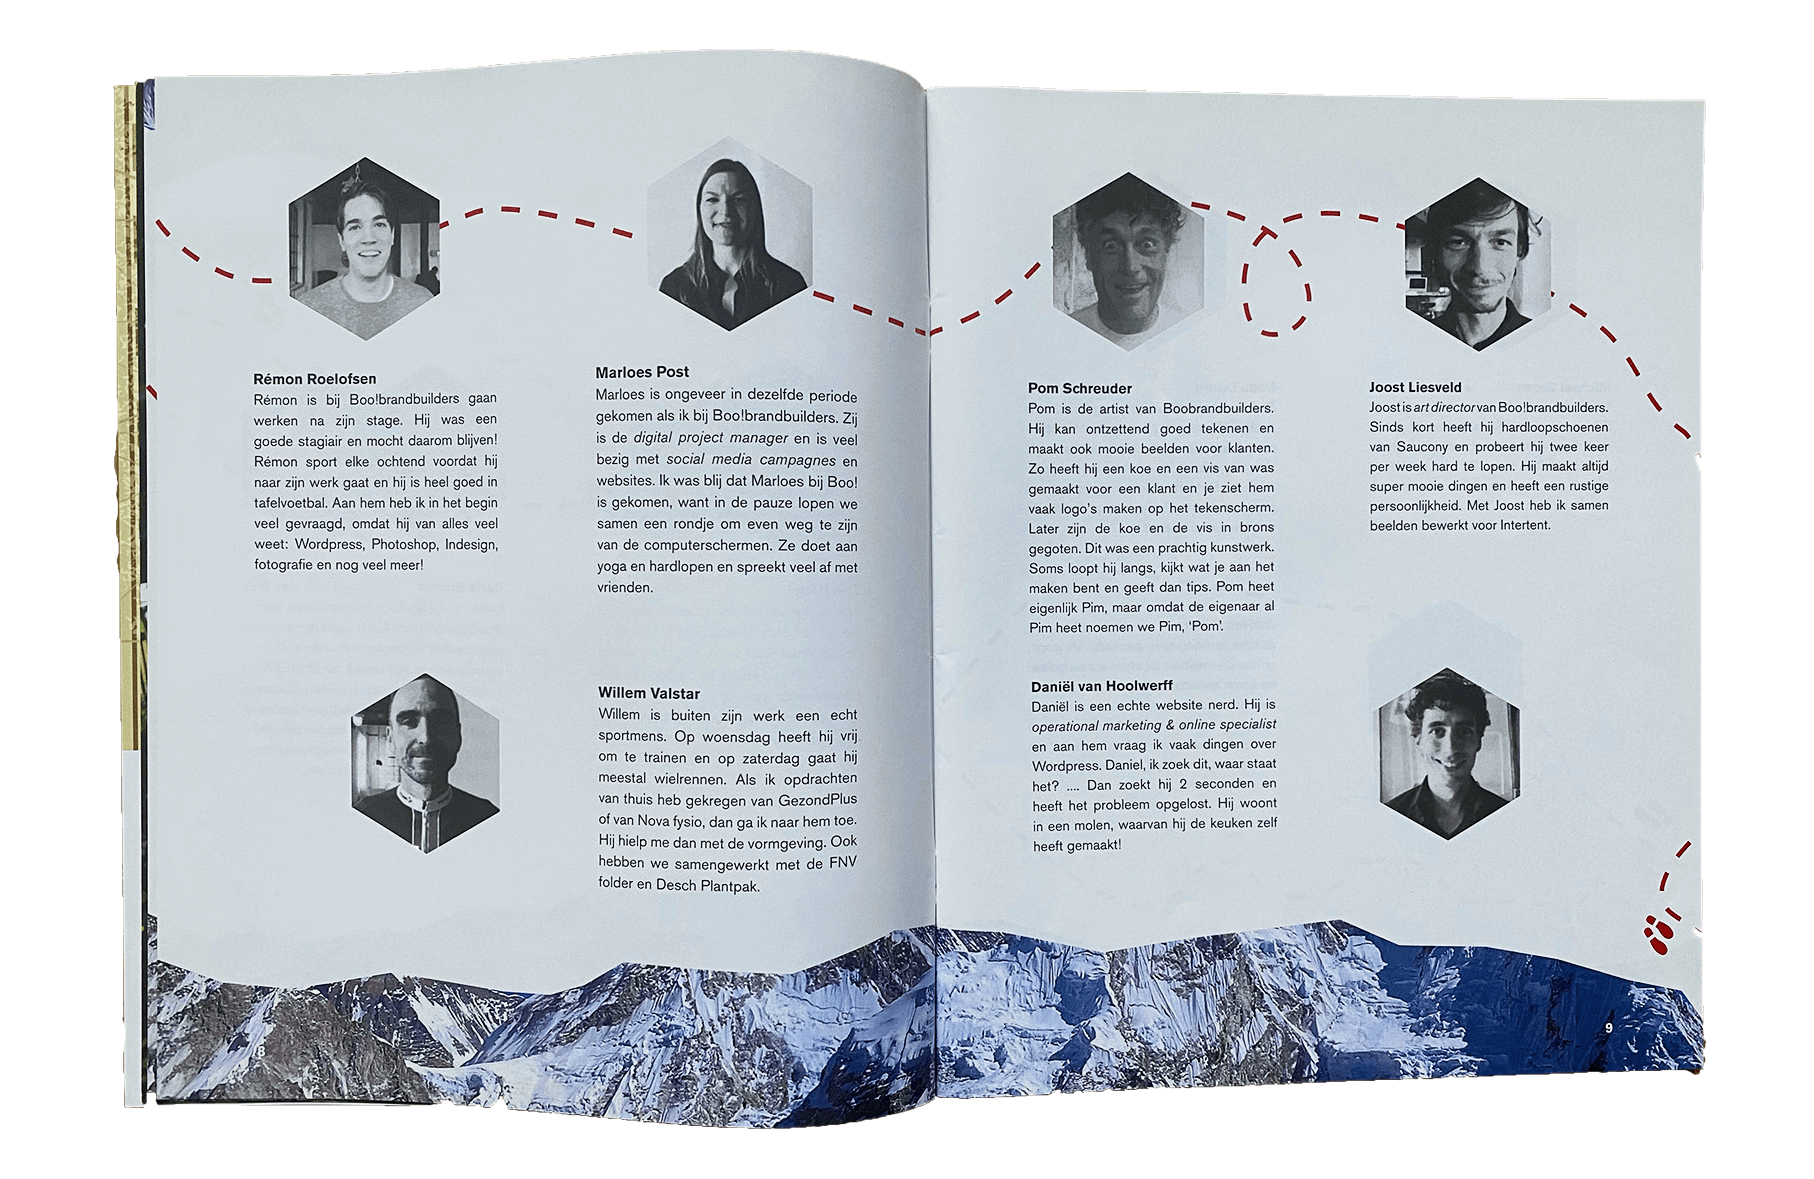 Rémon Roelofsen
Rémon is bij Boo!brandbuilders gaan
werken na zijn stage. Hij was een
goede stagiair en mocht daarom blijven!
Rémon sport elke ochtend voordat hij
naar zijn werk gaat en hij is heel goed in
tafelvoetbal. Aan hem heb ik in het begin
veel gevraagd, omdat hij van alles veel
weet: Wordpress, Photoshop, Indesign,
fotografie en nog veel meer!
Marloes Post
Marloes is ongeveer in dezelfde periode
gekomen als ik bij Boo!brandbuilders. Zij
is de digital project manager en is veel
bezig met social media campagnes en
websites. Ik was blij dat Marloes bij Boo!
is gekomen, want in de pauze lopen we
samen een rondje om even weg te zijn
van de computerschermen. Ze doet aan
yoga en hardlopen en spreekt veel af met
vrienden.
Willem Valstar
Willem is buiten zijn werk een echt
sportmens. Op woensdag heeft hij vrij
om te trainen en op zaterdag gaat hij
meestal wielrennen. Als ik opdrachten
van thuis heb gekregen van GezondPlus
of van Nova fysio, dan ga ik naar hem toe.
Hij hielp me dan met de vormgeving. Ook
hebben we samengewerkt met de FNV
folder en Desch Plantpak.
8
Pom Schreuder
Pom is de artist van Boobrandbuilders.
Hij kan ontzettend goed tekenen en
maakt ook mooie beelden voor klanten.
Zo heeft hij een koe en een vis van was
gemaakt voor een klant en je ziet hem
vaak logo's maken op het tekenscherm.
Later zijn de koe en de vis in brons
gegoten. Dit was een prachtig kunstwerk.
Soms loopt hij langs, kijkt wat je aan het
maken bent en geeft dan tips. Pom heet
eigenlijk Pim, maar omdat de eigenaar al
Pim heet noemen we Pim, 'Pom'.
Joost Liesveld
Joost is art director van Boo!brandbuilders.
Sinds kort heeft hij hardloopschoenen
van Saucony en probeert hij twee keer
per week hard te lopen. Hij maakt altijd
super mooie dingen en heeft een rustige
persoonlijkheid. Met Joost heb ik samen
beelden bewerkt voor Intertent.
Daniël van Hoolwerff
Daniël is een echte website nerd. Hij is
operational marketing & online specialist
en aan hem vraag ik vaak dingen over
Wordpress. Daniel, ik zoek dit, waar staat
het? .... Dan zoekt hij 2 seconden en
heeft het probleem opgelost. Hij woont
in een molen, waarvan hij de keuken zelf
heeft gemaakt!
9